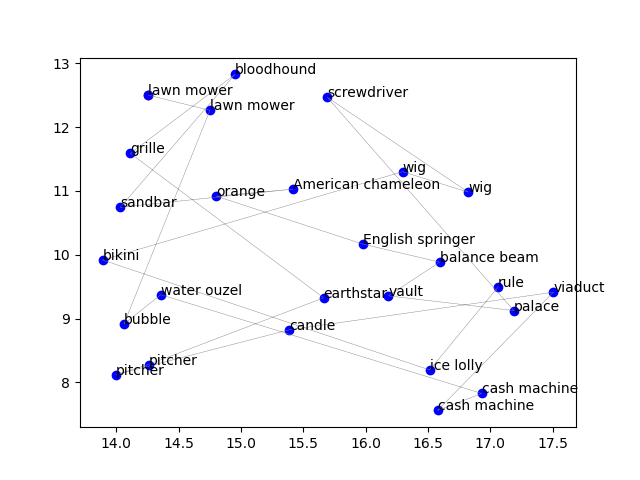 13
bloodhound
lawn mower
screwdriver
lawn mower
12
grille
wig
American chameleon
wig
11
orange
sandbar
English springer
balance beam
10
bikini
rule
viaduct
water ouzel
earthstar
vault
palace
9
bubble
candle
ice lolly
pitcher
pitcher
8
cash machine
cash machine
14.0 14.5 15.0 15.5 16.0 16.5 17.0 17.5